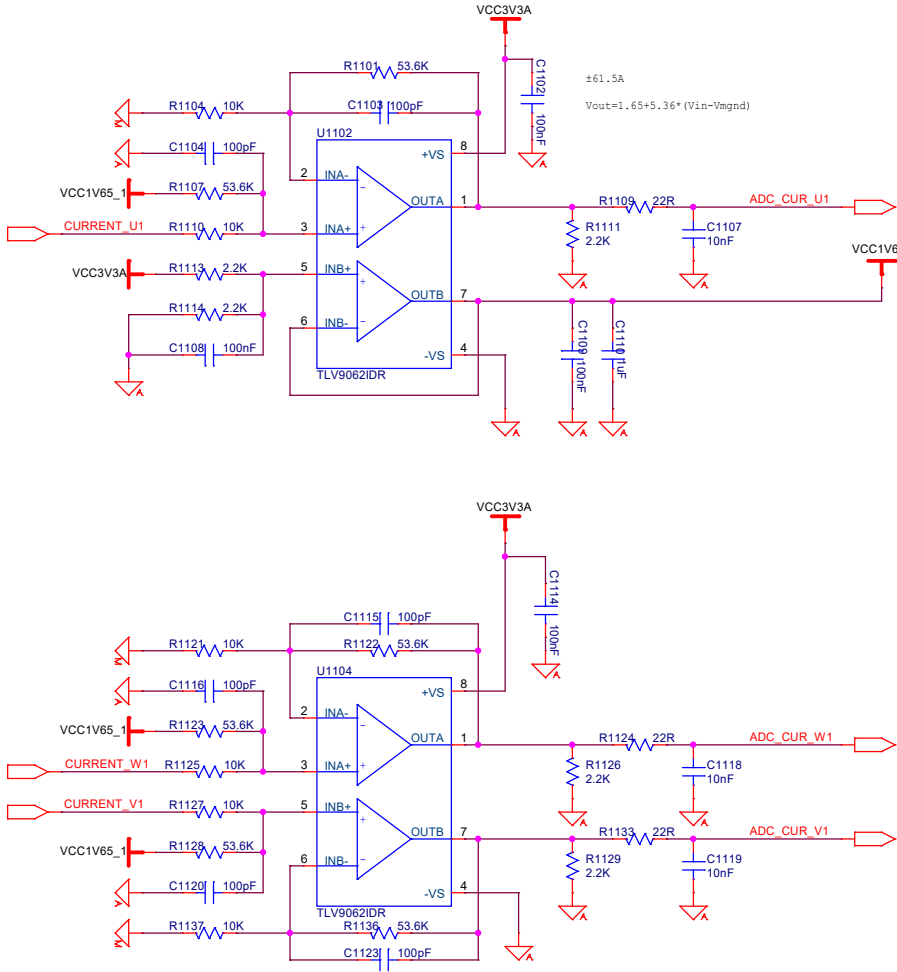 VCC3V3A
R1101 53.6K
C1102
100nF
±61.5A
Vout=1.65+5.36*(Vin-Vmgnd)
R1104 10K
C1103 100pF
U1102
C1104 100pF
+VS 8
VCC1V65_1
R1107 53.6K
2 INA-
OUTA 1
R1109 22R
ADC_CUR_U1
CURRENT_U1
R1110 10K
3 INA+
R1111
2.2K
C1107
10nF
VCC3V3A
R1113 2.2K
5 INB+
VCC1V6
OUTB 7
R1114 2.2K
6 INB-
C1108 100nF
-VS 4
C1109
100nF
C1110
1uF
TLV9062IDR
A
A
A
A
A
A
A
VCC3V3A
C1114
100nF
C1115 100pF
R1121 10K
R1122 53.6K
U1104
C1116 100pF
+VS 8
VCC1V65_1
R1123 53.6K
2 INA-
OUTA 1
R1124 22R
ADC_CUR_W1
CURRENT_W1
R1125 10K
3 INA+
R1126
2.2K
C1118
10nF
CURRENT_V1
R1127 10K
5 INB+
OUTB 7
R1133 22R
ADC_CUR_V1
VCC1V65_1
R1128 53.6K
6 INB-
R1129
2.2K
C1119
10nF
C1120 100pF
-VS 4
TLV9062IDR
R1137 10K
R1136 53.6K
C1123 100pF
A
A
A
A
A
A